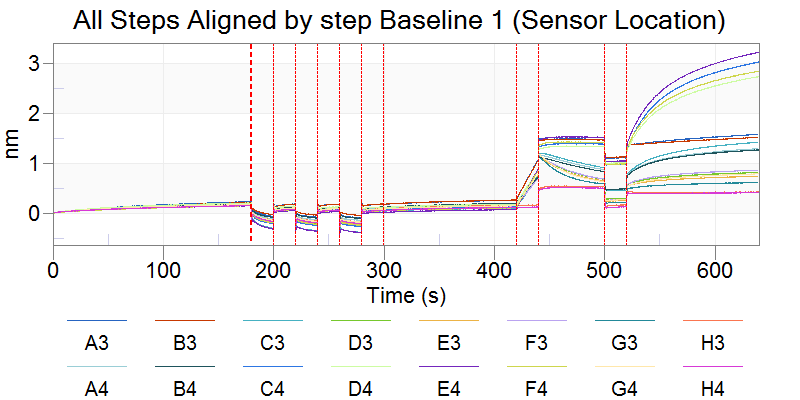 All Steps Aligned by step Baseline 1 (Sensor Location)
3
2
1
0
nm
0 100 200 300 400 500 600
Time (s)
A3 B3 C3 D3 E3 F3 G3 H3
A4 B4 C4 D4 E4 F4 G4 H4